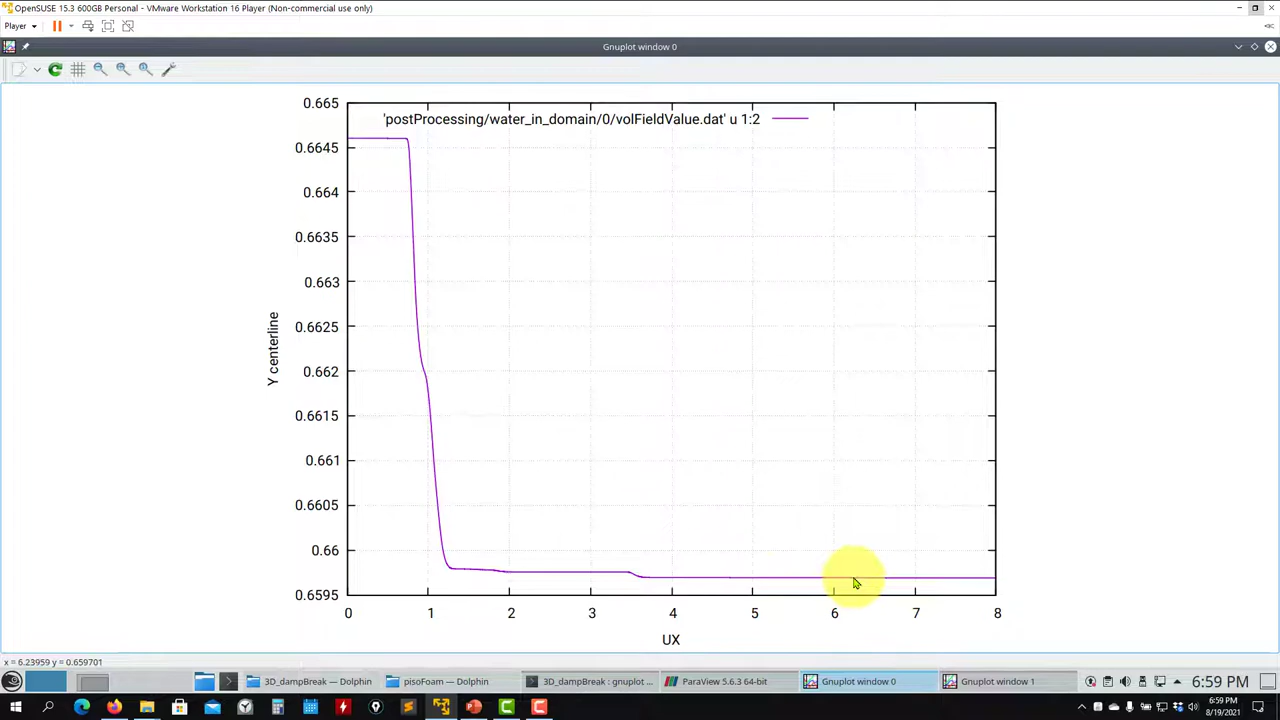 OpenSUSE 15.3 600GB Personal - VMware Workstation 16 Player (Non-commercial use only)
Player
Gnuplot window 0
'postProcessing/water_in_domain/0/volFieldValue.dat' u 1:2
0.665
0.6645
0.664
0.6635
0.663
0.6625
0.662
0.6615
0.661
0.6605
0.66
0.6595
Y centerline
0 1 2 3 4 5 6 7 8
UX
x = 6.23959 y = 0.659701
3D_dampBreak — Dolphin
pisoFoam — Dolphin
3D_dampBreak : gnuplot ...
ParaView 5.6.3 64-bit
Gnuplot window 0
Gnuplot window 1
6:59 PM
6:59 PM
8/19/2021